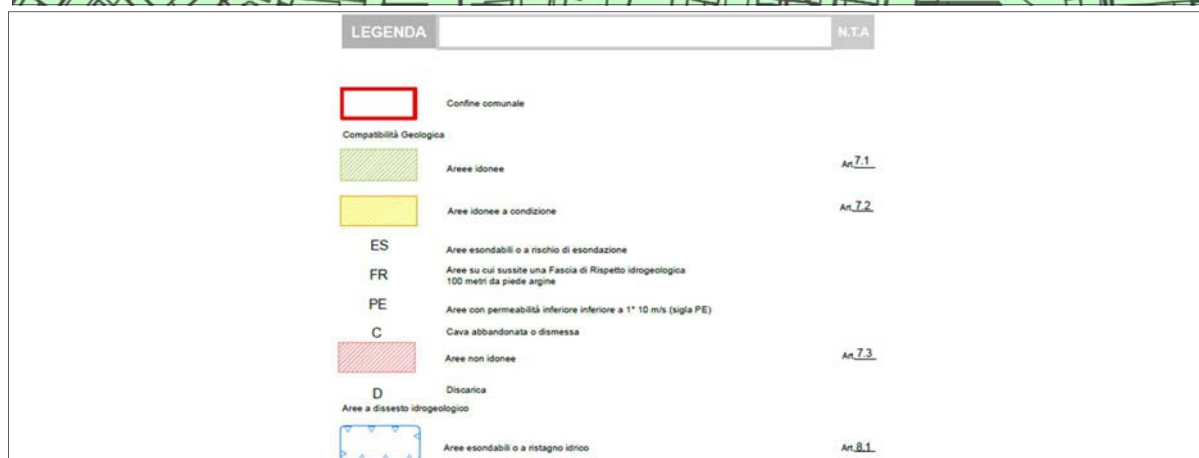 LEGENDA N.T.A
Confine comunale
Compatibilità Geologica
Areee idonee Art. 7.1
Aree idonee a condizione Art. 7.2
ES Aree esondabili o a rischio di esondazione
FR Aree su cui sussite una Fascia di Rispetto idrogeologica
100 metri da piede argine
PE Aree con permeabilità inferiore inferiore a 1* 10 m/s (sigla PE)
C Cava abbandonata o dismessa
Aree non idonee Art. 7.3
D Discarica
Aree a dissesto idrogeologico
Aree esondabili o a ristagno idrico Art. 8.1